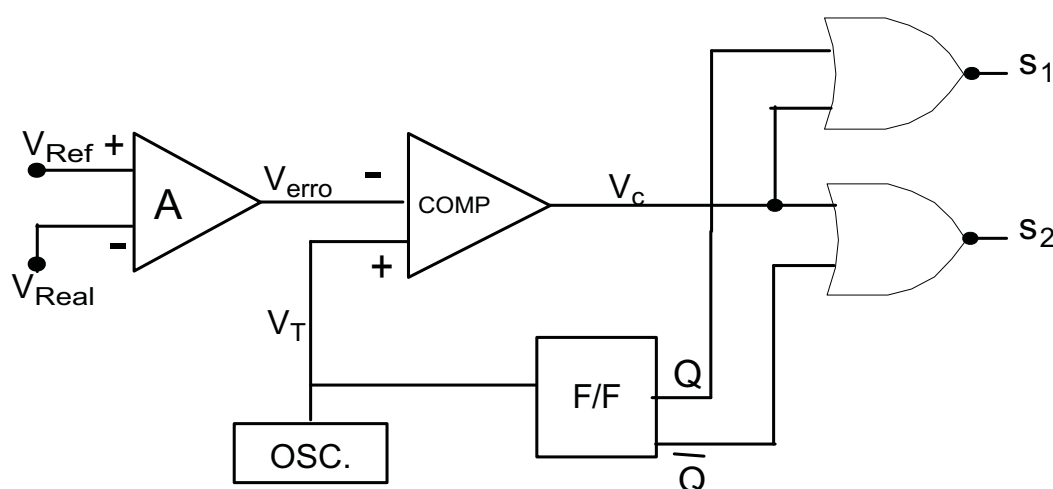 S1
VRef +
A
Verro
-
COMP
Vc
-
+
S2
VReal
VT
F/F
Q
Q̅
OSC.